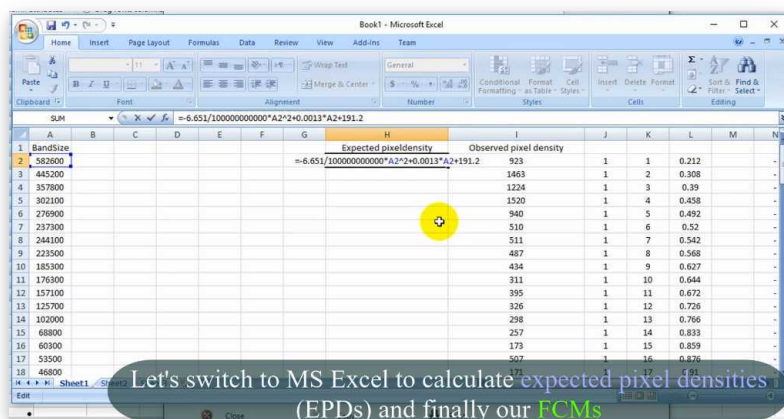 Book1 - Microsoft Excel
Home Insert Page Layout Formulas Data Review View Add-Ins Team
Paste
11
Wrap Text
General
Merge & Center
Conditional Formatting
Format as Table
Cell Styles
Insert Delete Format
Sort & Filter
Find & Select
Clipboard Font Alignment Number Styles Cells Editing
SUM =-6.651/100000000000*A2^2+0.0013*A2+191.2
A B C D E F G H I J K L M N
1 BandSize Expected pixeldensity Observed pixel density
2 582600 =-6.651/100000000000*A2^2+0.0013*A2+191.2 923 1 1 0.212
3 445200 1463 1 2 0.308
4 357800 1224 1 3 0.39
5 302100 1520 1 4 0.458
6 276900 940 1 5 0.492
7 237300 510 1 6 0.52
8 244100 511 1 7 0.542
9 223500 487 1 8 0.568
10 185300 434 1 9 0.627
11 176300 311 1 10 0.644
12 157100 395 1 11 0.672
13 125700 326 1 12 0.726
14 102000 298 1 13 0.766
15 68800 257 1 14 0.833
16 60300 173 1 15 0.859
17 53500 507 1 16 0.876
18 46800 171 1 17 0.91
Sheet1
Edit
Let's switch to MS Excel to calculate expected pixel densities
(EPDs) and finally our FCMs
Close